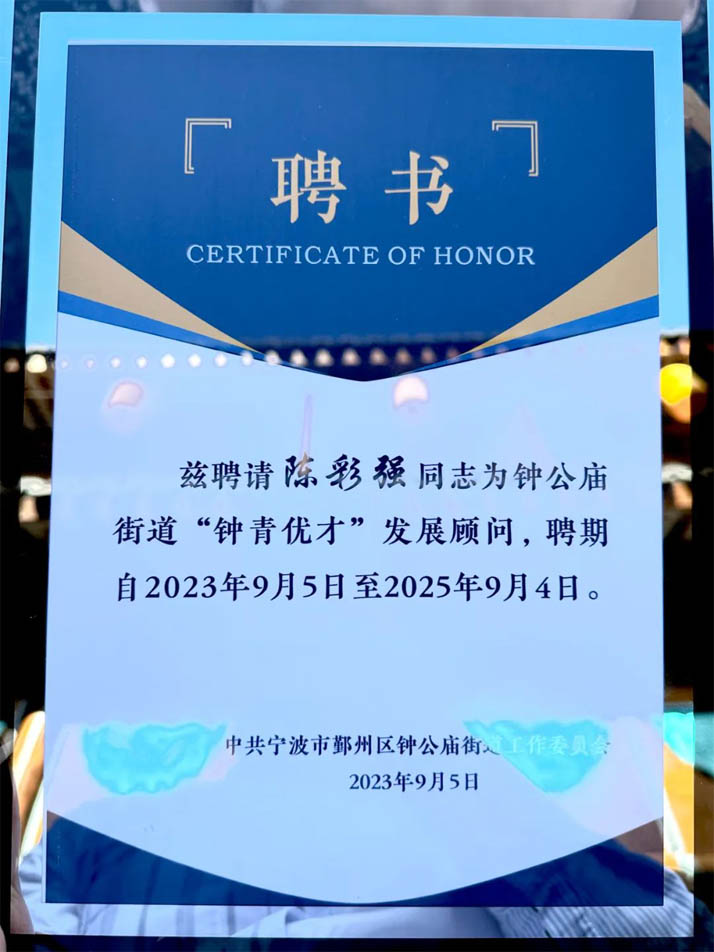 聘书
CERTIFICATE OF HONOR
兹聘请陈彩强同志为钟公庙
街道“钟青优才”发展顾问，聘期
自2023年9月5日至2025年9月4日。
中共宁波市鄞州区钟公庙街道工作委员会
2023年9月5日